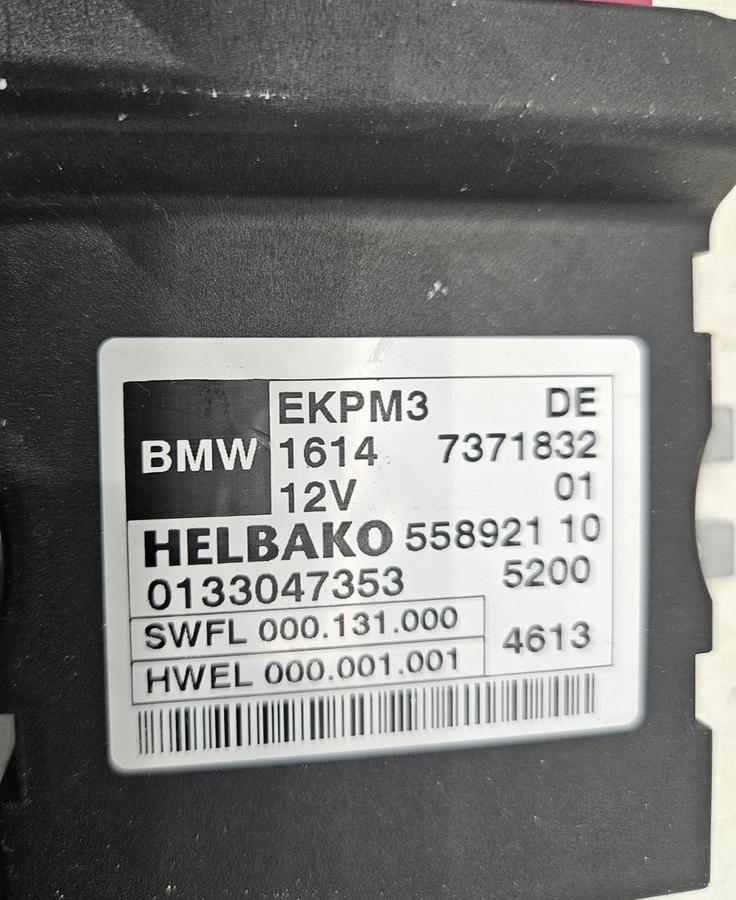 EKPM3 DE
BMW 1614 7371832
12V 01
HELBAKO 558921 10
0133047353 5200
SWFL 000.131.000
4613
HWEL 000.001.001